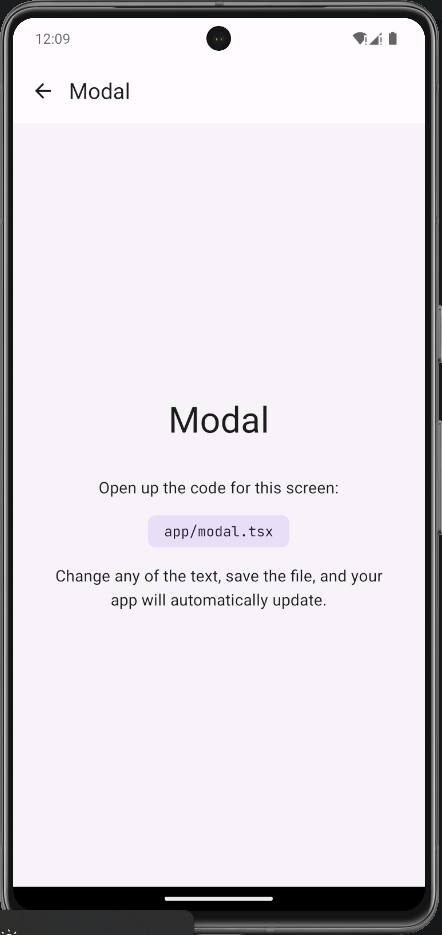 12:09
Modal
Modal
Open up the code for this screen:
app/modal.tsx
Change any of the text, save the file, and your
app will automatically update.